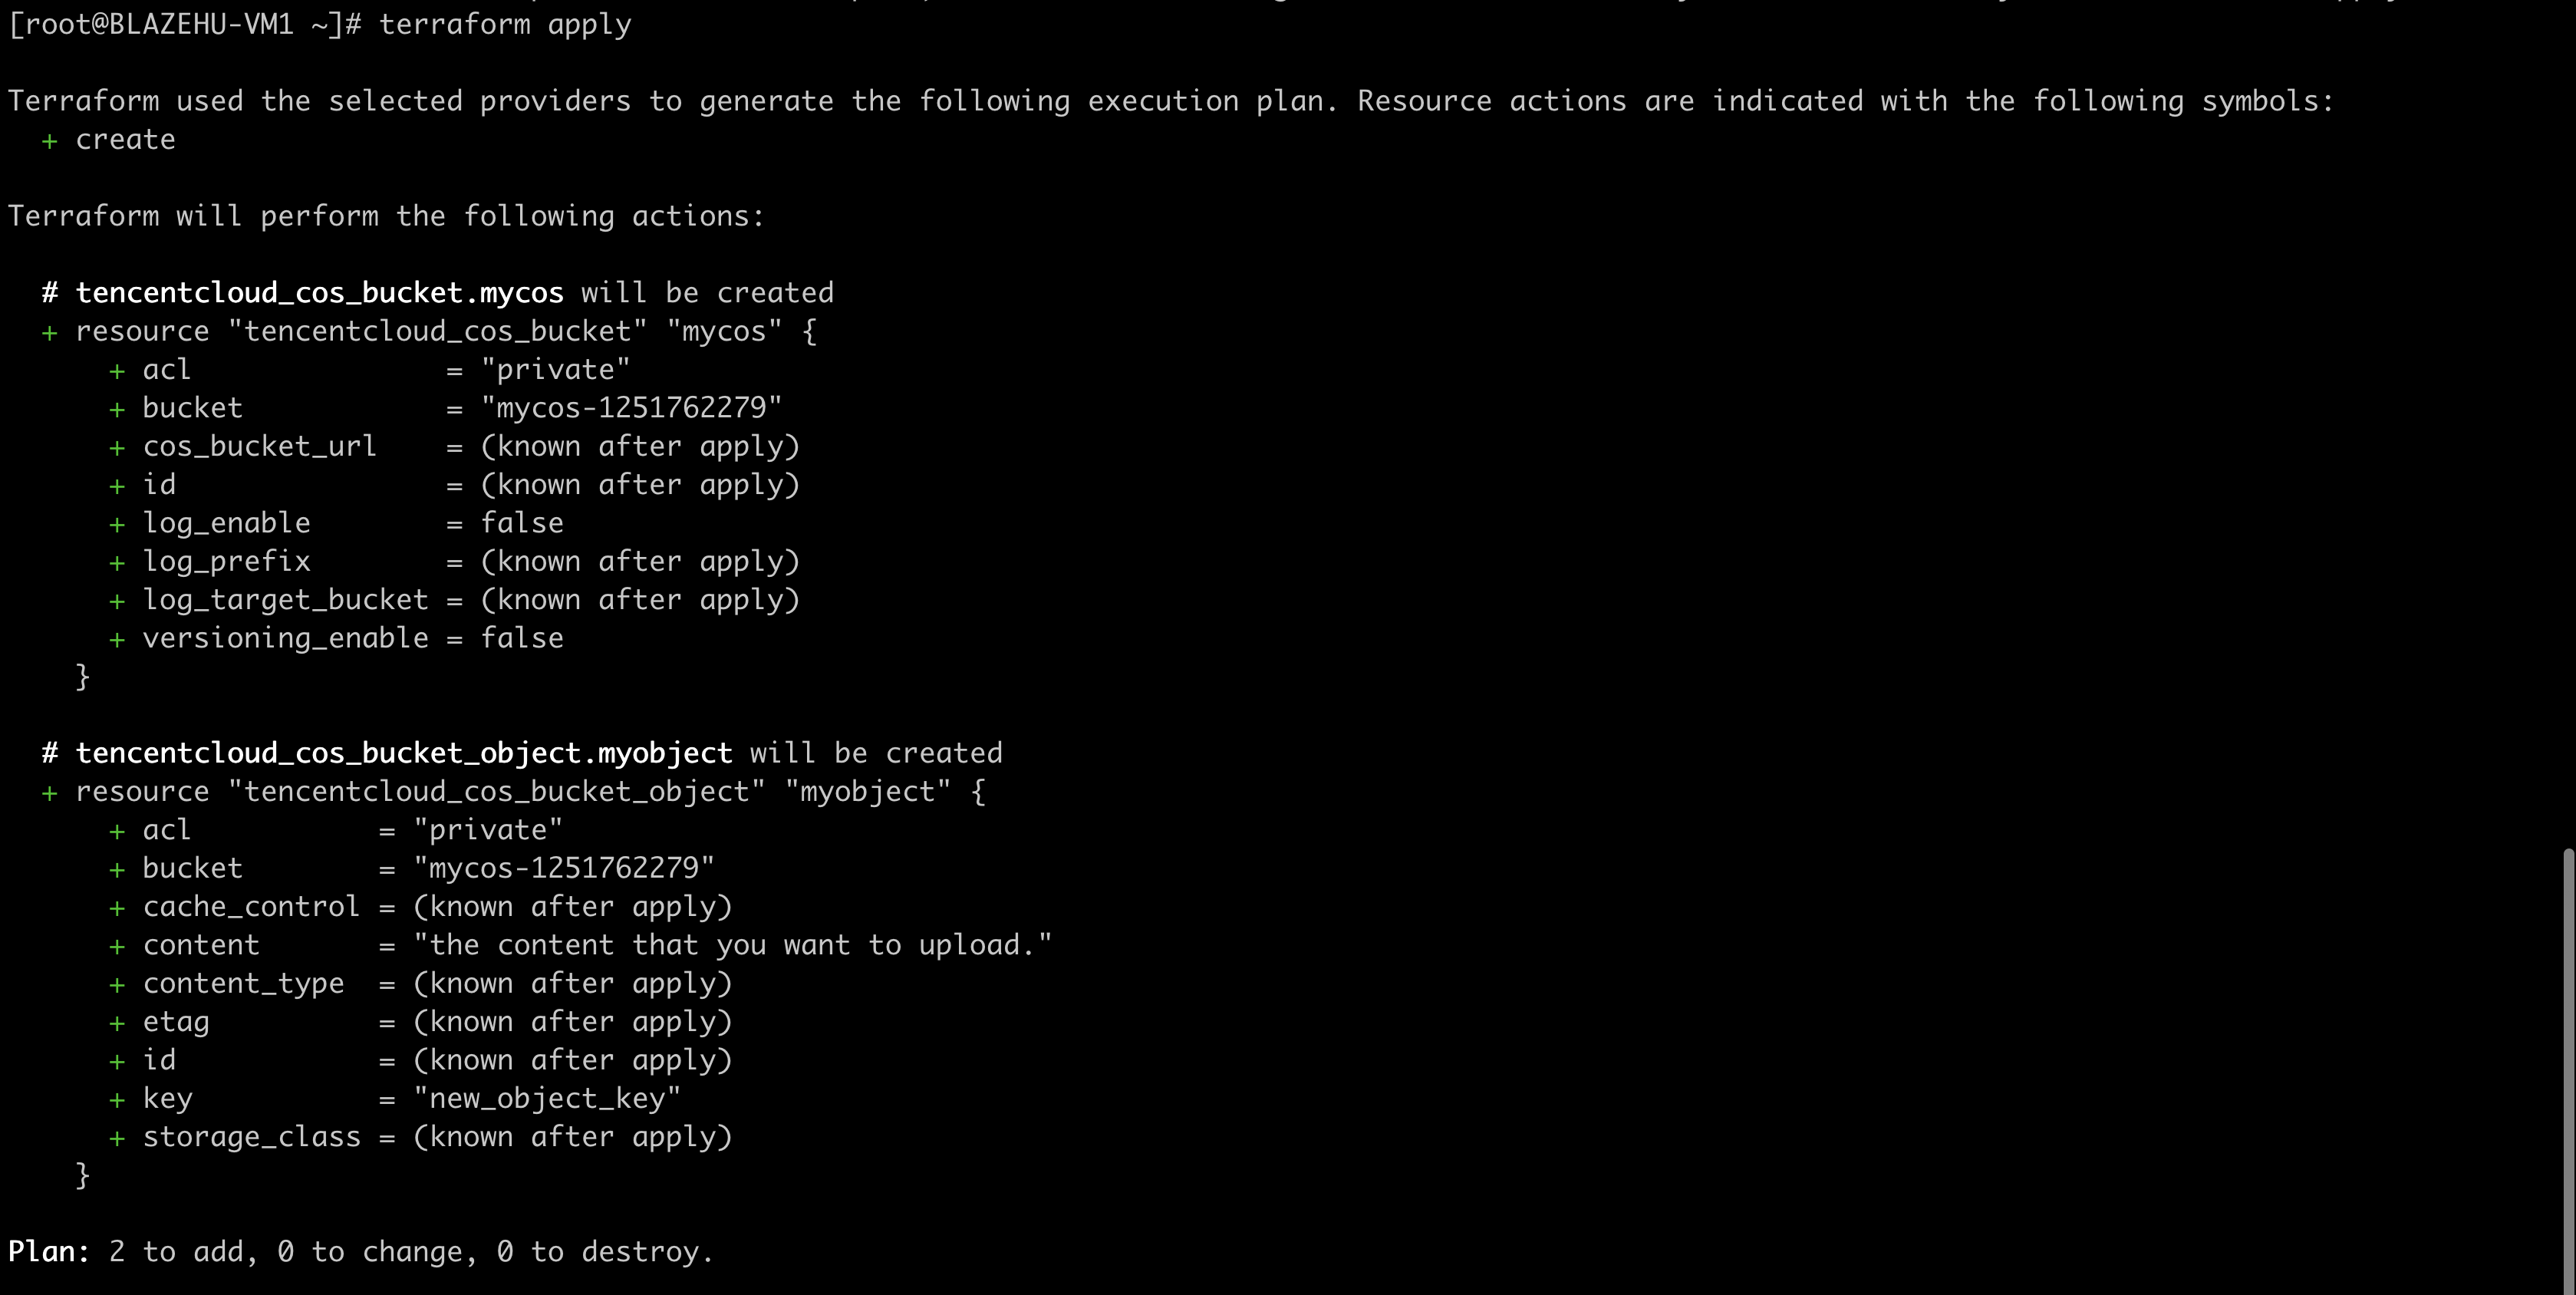 [root@BLAZEHU-VM1 ~]# terraform apply
Terraform used the selected providers to generate the following execution plan. Resource actions are indicated with the following symbols:
  + create
Terraform will perform the following actions:
  # tencentcloud_cos_bucket.mycos will be created
  + resource "tencentcloud_cos_bucket" "mycos" {
      + acl               = "private"
      + bucket            = "mycos-1251762279"
      + cos_bucket_url    = (known after apply)
      + id                = (known after apply)
      + log_enable        = false
      + log_prefix        = (known after apply)
      + log_target_bucket = (known after apply)
      + versioning_enable = false
    }
  # tencentcloud_cos_bucket_object.myobject will be created
  + resource "tencentcloud_cos_bucket_object" "myobject" {
      + acl           = "private"
      + bucket        = "mycos-1251762279"
      + cache_control = (known after apply)
      + content       = "the content that you want to upload."
      + content_type  = (known after apply)
      + etag          = (known after apply)
      + id            = (known after apply)
      + key           = "new_object_key"
      + storage_class = (known after apply)
    }
Plan: 2 to add, 0 to change, 0 to destroy.